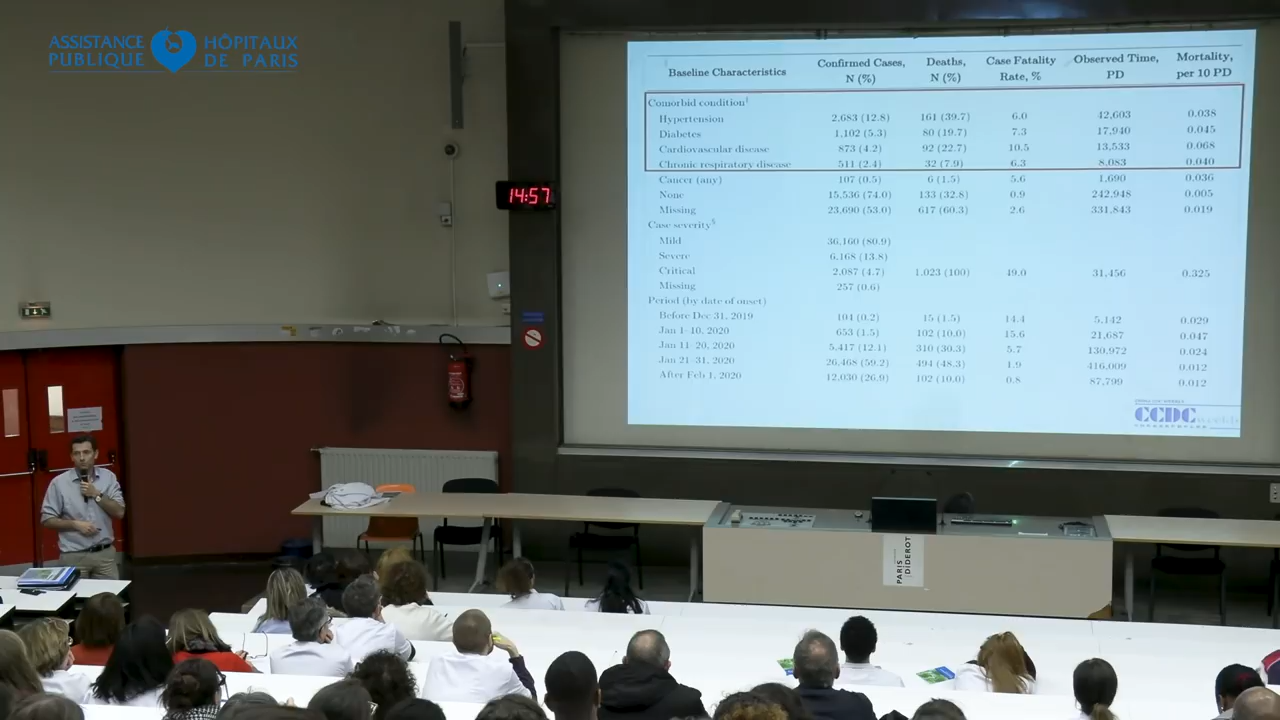 ASSISTANCE HÔPITAUX
PUBLIQUE DE PARIS
14:57
Baseline Characteristics Confirmed Cases, N (%) Deaths, N (%) Case Fatality Rate, % Observed Time, PD Mortality, per 10 PD
Comorbid condition†
Hypertension 2,683 (12.8) 161 (39.7) 6.0 42,603 0.038
Diabetes 1,102 (5.3) 80 (19.7) 7.3 17,940 0.045
Cardiovascular disease 873 (4.2) 92 (22.7) 10.5 13,533 0.068
Chronic respiratory disease 511 (2.4) 32 (7.9) 6.3 8,083 0.040
Cancer (any) 107 (0.5) 6 (1.5) 5.6 1,690 0.036
None 15,536 (74.0) 133 (32.8) 0.9 242,948 0.005
Missing 23,690 (53.0) 617 (60.3) 2.6 331,843 0.019
Case severity§
Mild 36,160 (80.9)
Severe 6,168 (13.8)
Critical 2,087 (4.7) 1,023 (100) 49.0 31,456 0.325
Missing 257 (0.6)
Period (by date of onset)
Before Dec 31, 2019 104 (0.2) 15 (1.5) 14.4 5,142 0.029
Jan 1–10, 2020 653 (1.5) 102 (10.0) 15.6 21,687 0.047
Jan 11–20, 2020 5,417 (12.1) 310 (30.3) 5.7 130,972 0.024
Jan 21–31, 2020 26,468 (59.2) 494 (48.3) 1.9 416,009 0.012
After Feb 1, 2020 12,030 (26.9) 102 (10.0) 0.8 87,799 0.012
CCDC
PARIS
DIDEROT